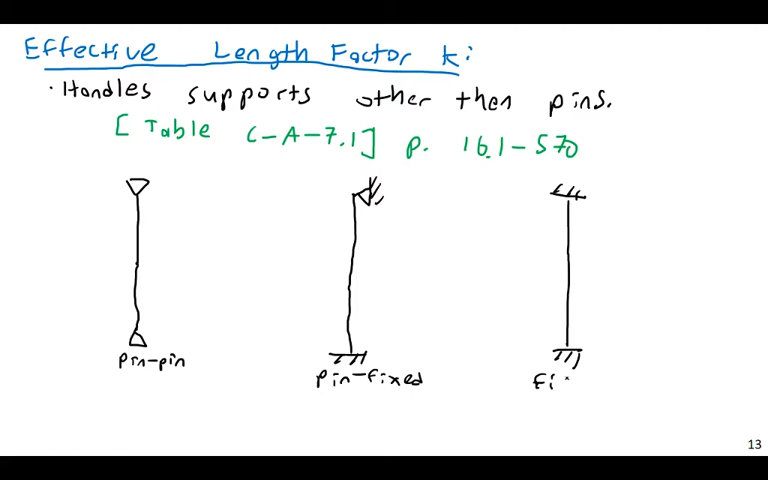 Effective Length Factor k:
· Handles supports other then pins.
[Table C-A-7.1] p. 16.1-570
Pin-pin
Pin-fixed
Fi
13